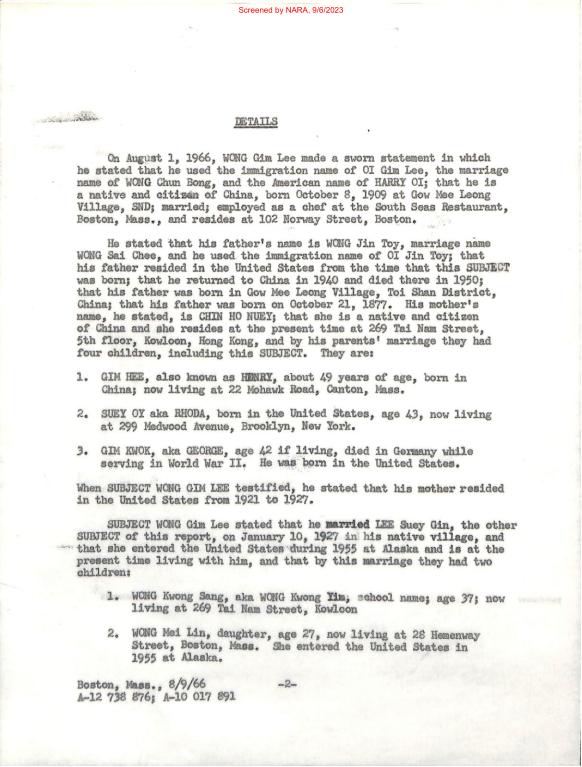 Screened by NARA, 9/6/2023
DETAILS
On August 1, 1966, WONG Gim Lee made a sworn statement in which
he stated that he used the immigration name of OI Gim Lee, the marriage
name of WONG Chun Bong, and the American name of HARRY OI; that he is
a native and citizen of China, born October 8, 1909 at Gow Mee Leong
Village, SND; married; employed as a chef at the South Seas Restaurant,
Boston, Mass., and resides at 102 Norway Street, Boston.
He stated that his father's name is WONG Jin Toy, marriage name
WONG Sai Chee, and he used the immigration name of OI Jin Toy; that
his father resided in the United States from the time that this SUBJECT
was born; that he returned to China in 1940 and died there in 1950;
that his father was born in Gow Mee Leong Village, Toi Shan District,
China; that his father was born on October 21, 1877. His mother's
name, he stated, is CHIN HO NUEY; that she is a native and citizen
of China and she resides at the present time at 269 Tai Nam Street,
5th floor, Kowloon, Hong Kong, and by his parents' marriage they had
four children, including this SUBJECT. They are:
1. GIM HEE, also known as HENRY, about 49 years of age, born in
China; now living at 22 Mohawk Road, Canton, Mass.
2. SUEY OY aka RHODA, born in the United States, age 43, now living
at 299 Medwood Avenue, Brooklyn, New York.
3. GIM KWOK, aka GEORGE, age 42 if living, died in Germany while
serving in World War II. He was born in the United States.
When SUBJECT WONG GIM LEE testified, he stated that his mother resided
in the United States from 1921 to 1927.
SUBJECT WONG Gim Lee stated that he married LEE Suey Gin, the other
SUBJECT of this report, on January 10, 1927 in his native village, and
that she entered the United States during 1955 at Alaska and is at the
present time living with him, and that by this marriage they had two
children:
1. WONG Kwong Sang, aka WONG Kwong Yim, school name; age 37; now
living at 269 Tai Nam Street, Kowloon
2. WONG Mei Lin, daughter, age 27, now living at 28 Hemenway
Street, Boston, Mass. She entered the United States in
1955 at Alaska.
Boston, Mass., 8/9/66 -2-
A-12 738 876; A-10 017 891